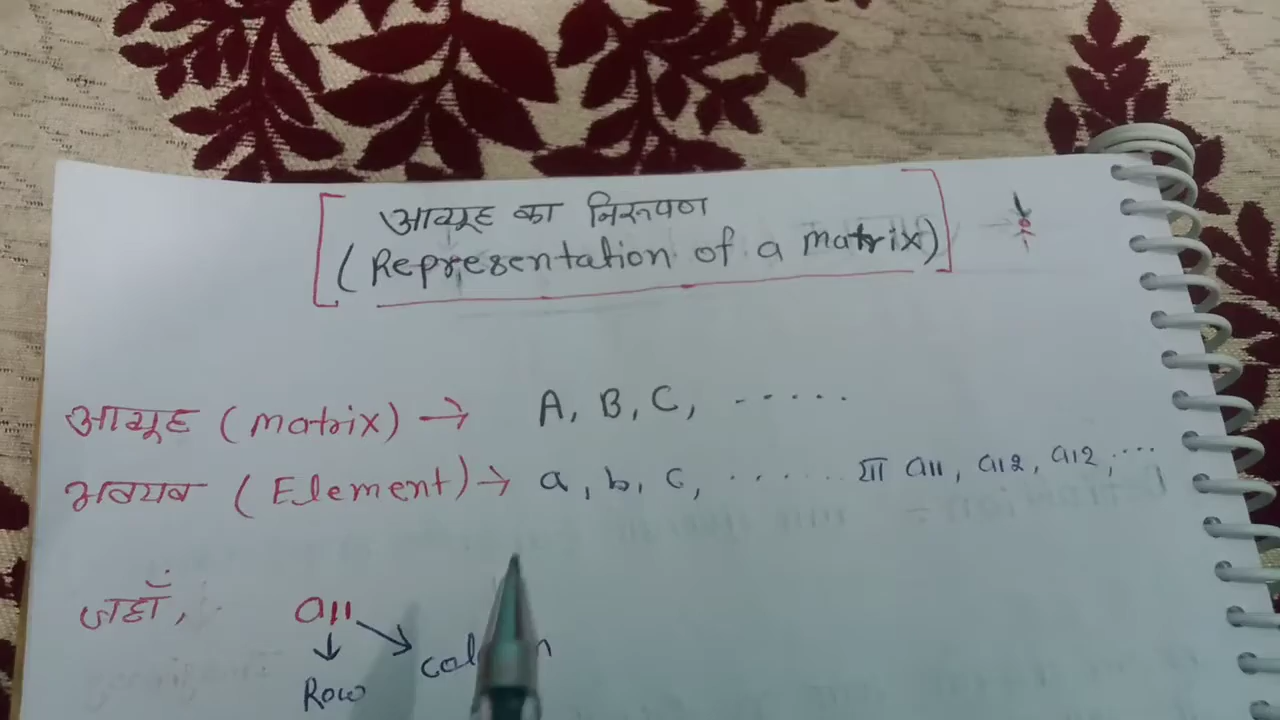 आव्यूह का निरूपण
(Representation of a matrix)
आव्यूह (matrix) → A, B, C, ......
अवयव (Element) → a, b, c, ....... या a11, a12, a12, ...
जहाँ, a11
Row